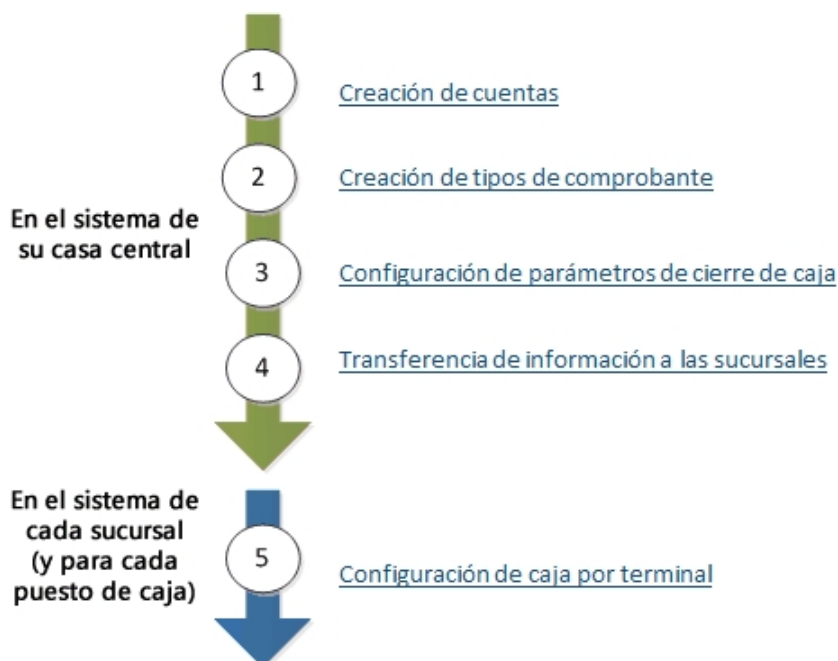 1
Creación de cuentas
2
Creación de tipos de comprobante
En el sistema de
su casa central
3
Configuración de parámetros de cierre de caja
4
Transferencia de información a las sucursales
En el sistema de
cada sucursal
(y para cada
puesto de caja)
5
Configuración de caja por terminal